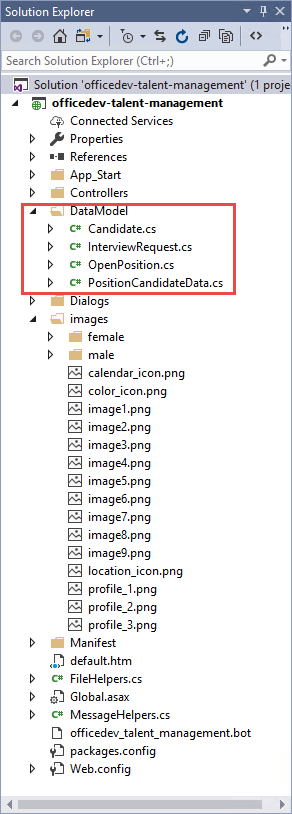 Solution Explorer
Search Solution Explorer (Ctrl+;)
Solution 'officedev-talent-management' (1 proje
officedev-talent-management
Connected Services
Properties
References
App_Start
Controllers
DataModel
C# Candidate.cs
C# InterviewRequest.cs
C# OpenPosition.cs
C# PositionCandidateData.cs
Dialogs
images
female
male
calendar_icon.png
color_icon.png
image1.png
image2.png
image3.png
image4.png
image5.png
image6.png
image7.png
image8.png
image9.png
location_icon.png
profile_1.png
profile_2.png
profile_3.png
Manifest
default.htm
C# FileHelpers.cs
Global.asax
C# MessageHelpers.cs
officedev_talent_management.bot
packages.config
Web.config